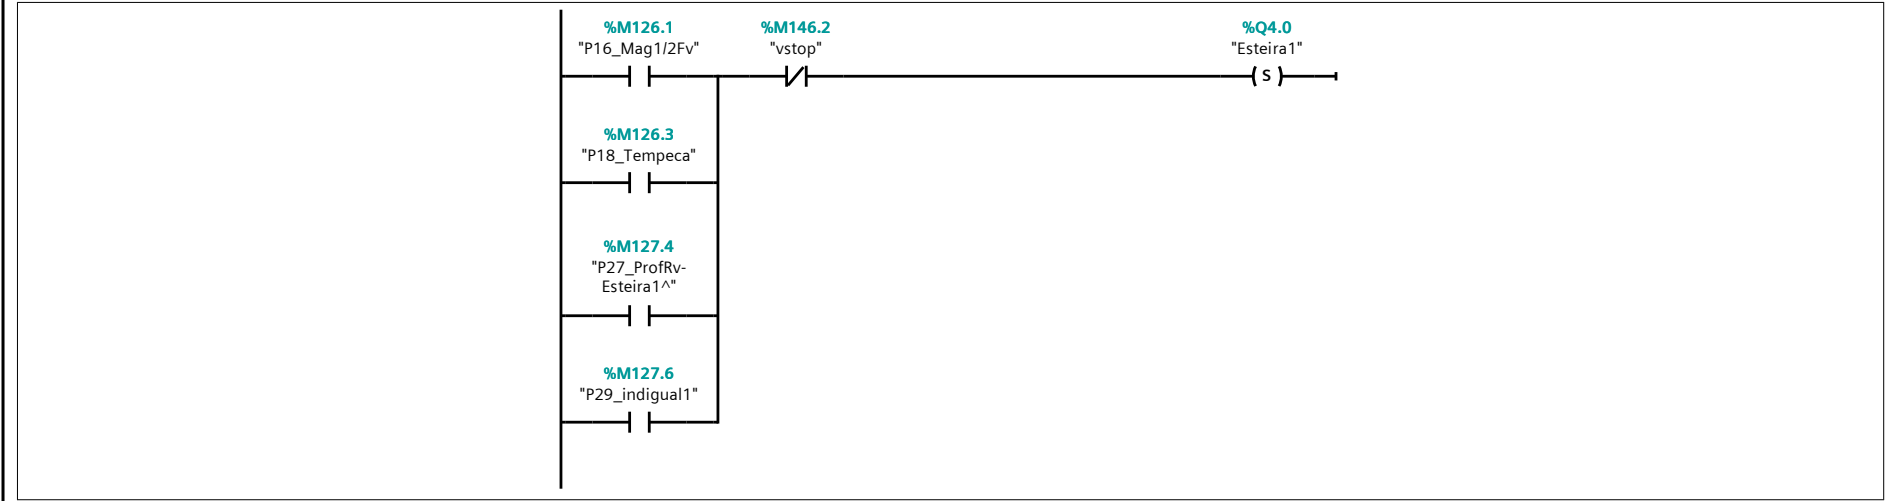 %M126.1
"P16_Mag1/2Fv"
%M146.2
"vstop"
%Q4.0
"Esteira1"
S
%M126.3
"P18_Tempeca"
%M127.4
"P27_ProfRv-
Esteira1^"
%M127.6
"P29_indigual1"